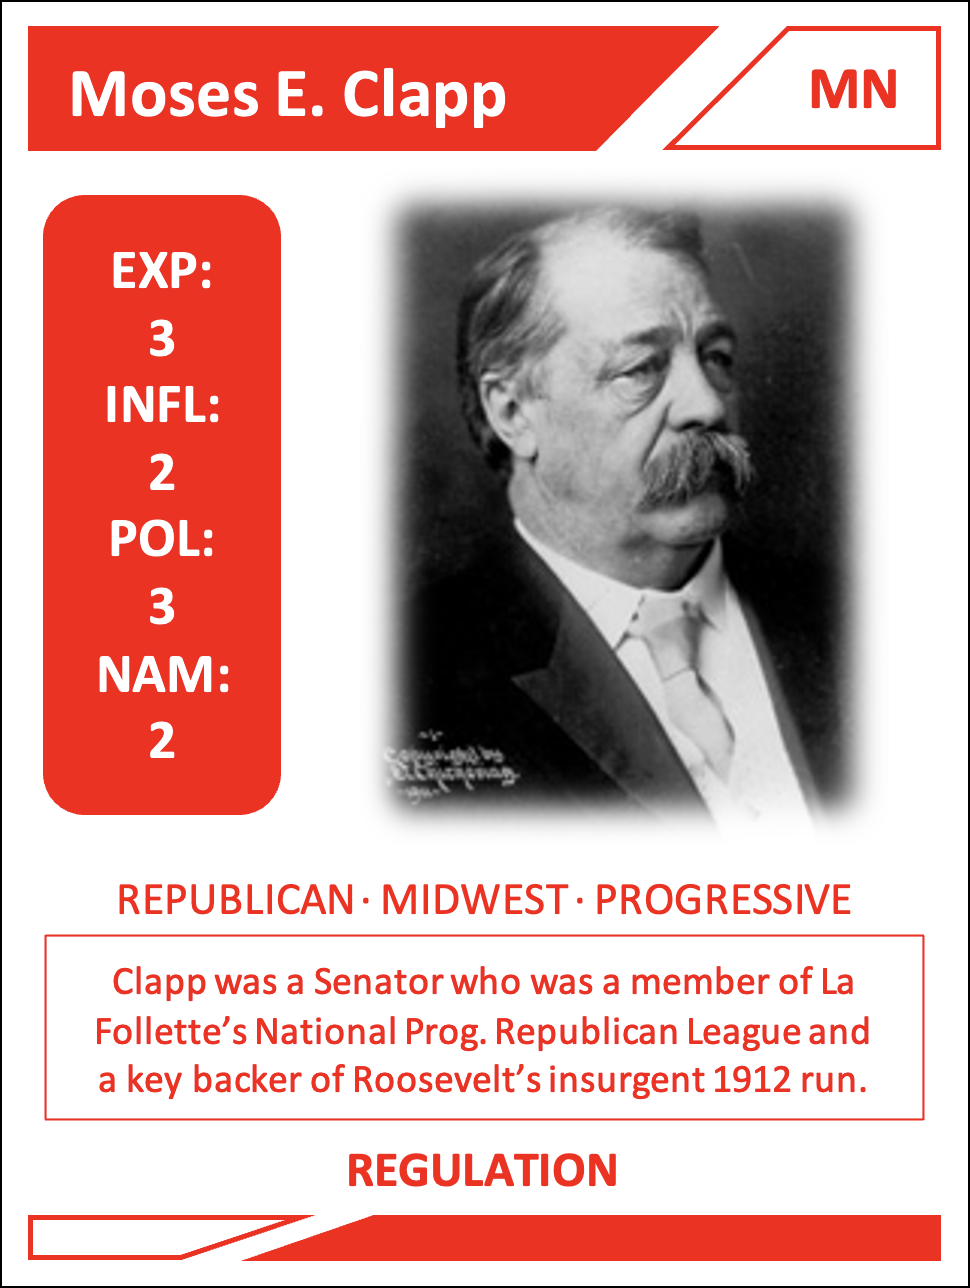 Moses E. Clapp
MN
EXP:
3
INFL:
2
POL:
3
NAM:
2
Copyright by
REPUBLICAN · MIDWEST · PROGRESSIVE
Clapp was a Senator who was a member of La
Follette’s National Prog. Republican League and
a key backer of Roosevelt’s insurgent 1912 run.
REGULATION